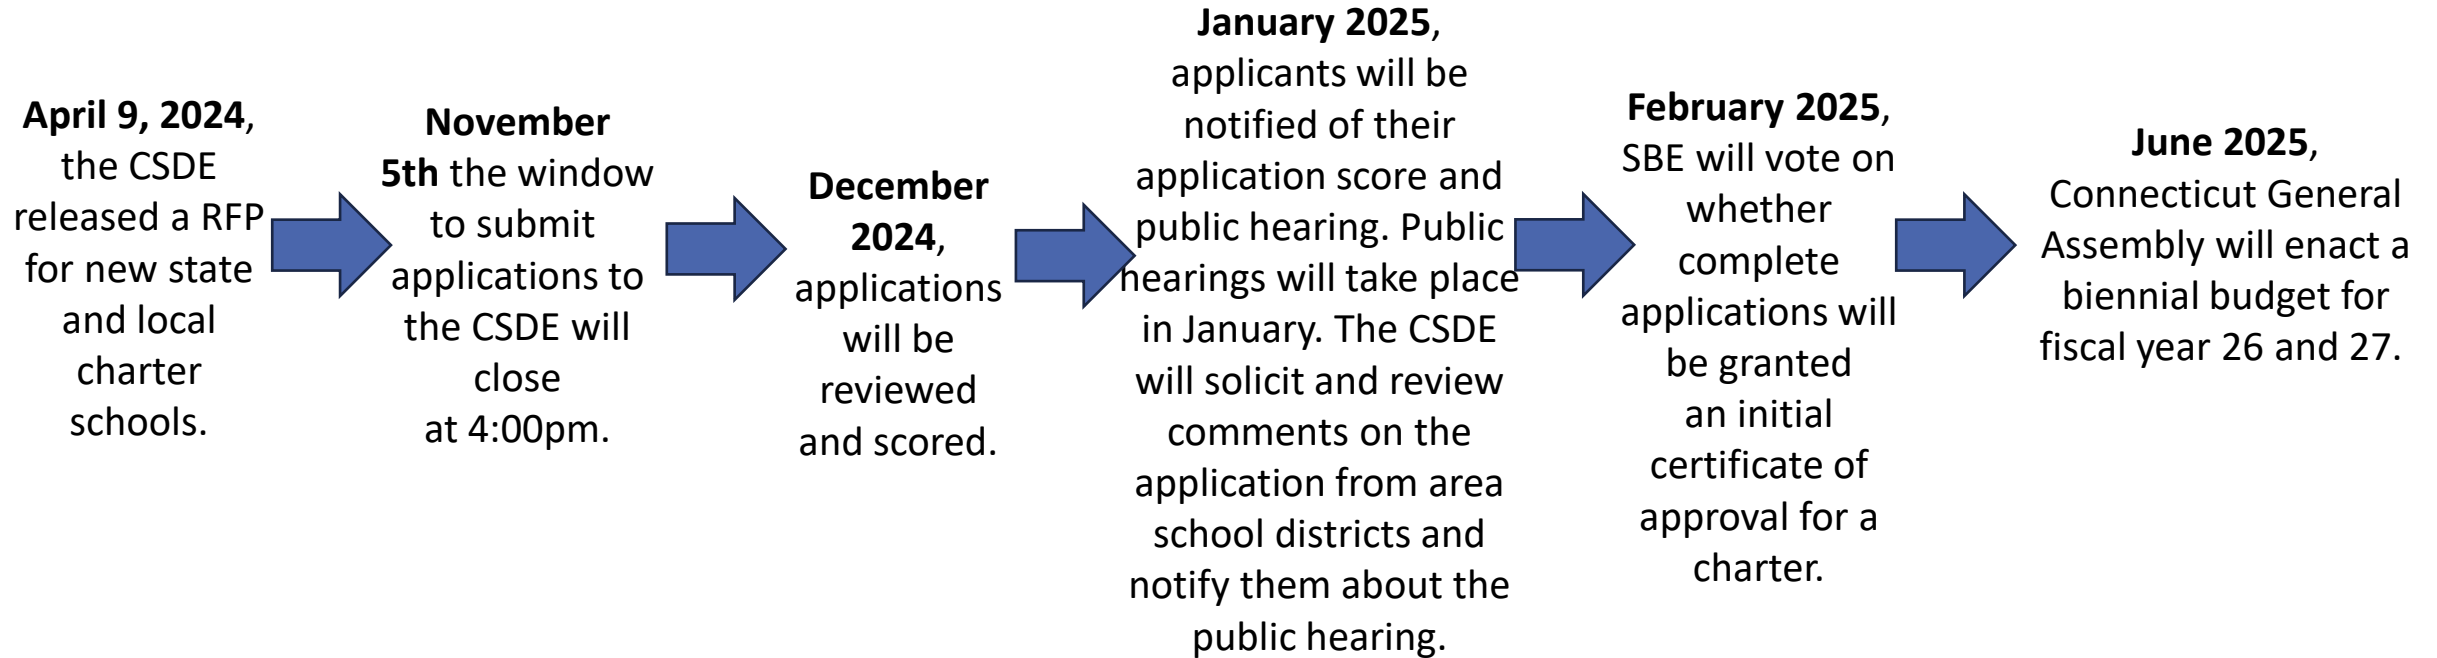 April 9, 2024,
the CSDE
released a RFP
for new state
and local
charter
schools.
November
5th the window
to submit
applications to
the CSDE will
close
at 4:00pm.
December
2024,
applications
will be
reviewed
and scored.
January 2025,
applicants will be
notified of their
application score and
public hearing. Public
hearings will take place
in January. The CSDE
will solicit and review
comments on the
application from area
school districts and
notify them about the
public hearing.
February 2025,
SBE will vote on
whether
complete
applications will
be granted
an initial
certificate of
approval for a
charter.
June 2025,
Connecticut General
Assembly will enact a
biennial budget for
fiscal year 26 and 27.